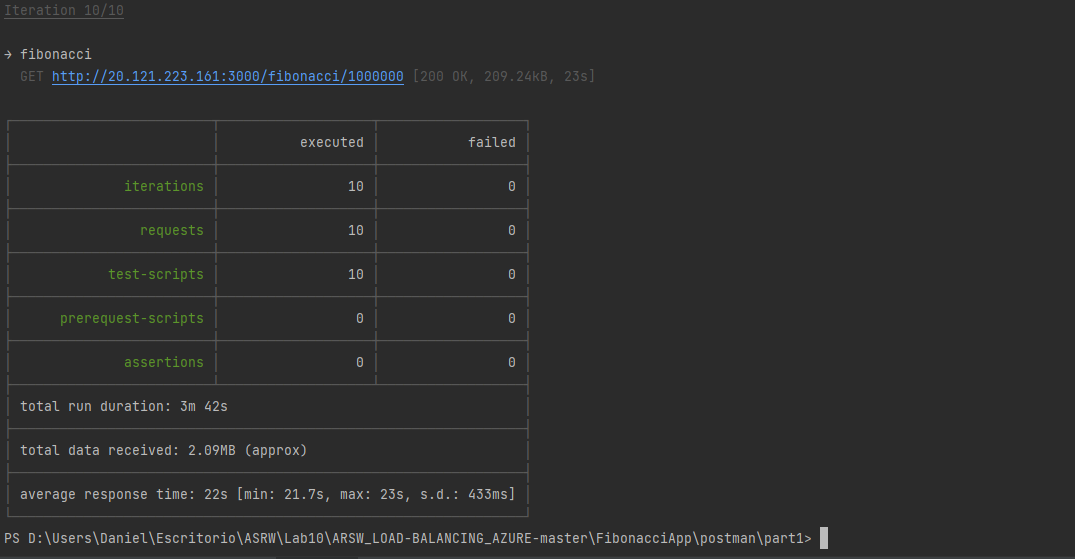 Iteration 10/10
→ fibonacci
GET http://20.121.223.161:3000/fibonacci/1000000 [200 OK, 209.24kB, 23s]
executed failed
iterations 10 0
requests 10 0
test-scripts 10 0
prerequest-scripts 0 0
assertions 0 0
total run duration: 3m 42s
total data received: 2.09MB (approx)
average response time: 22s [min: 21.7s, max: 23s, s.d.: 433ms]
PS D:\Users\Daniel\Escritorio\ASRW\Lab10\ARSW_LOAD-BALANCING_AZURE-master\FibonacciApp\postman\part1>